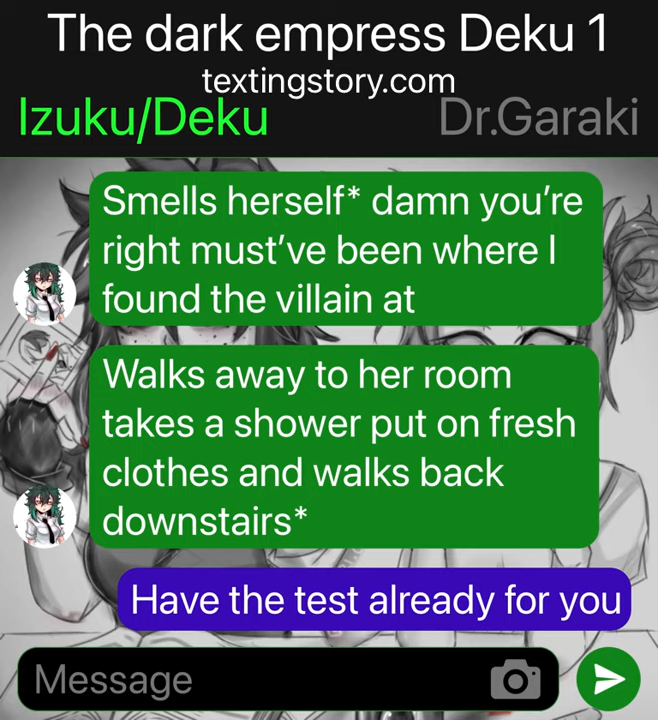 The dark empress Deku 1
textingstory.com
Izuku/Deku
Dr.Garaki
Smells herself* damn you’re
right must’ve been where I
found the villain at
Walks away to her room
takes a shower put on fresh
clothes and walks back
downstairs*
Have the test already for you
Message